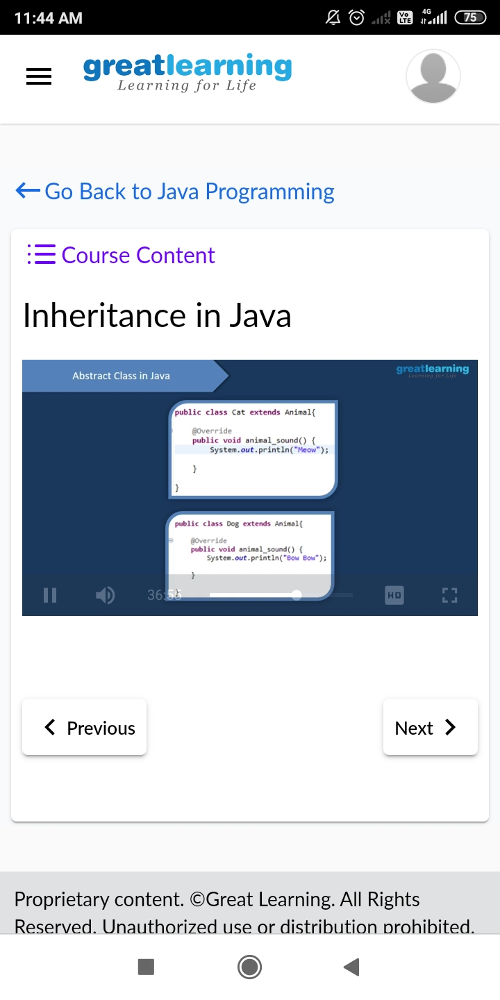 11:44 AM
Vo LTE
4G
75
greatlearning
Learning for Life
Go Back to Java Programming
Course Content
Inheritance in Java
Abstract Class in Java
greatlearning
Learning for Life
public class Cat extends Animal{
@Override
public void animal_sound() {
System.out.println("Meow");
}
}
public class Dog extends Animal{
@Override
public void animal_sound() {
System.out.println("Bow Bow");
}
}
36:55
HD
Previous
Next
Proprietary content. ©Great Learning. All Rights
Reserved. Unauthorized use or distribution prohibited.